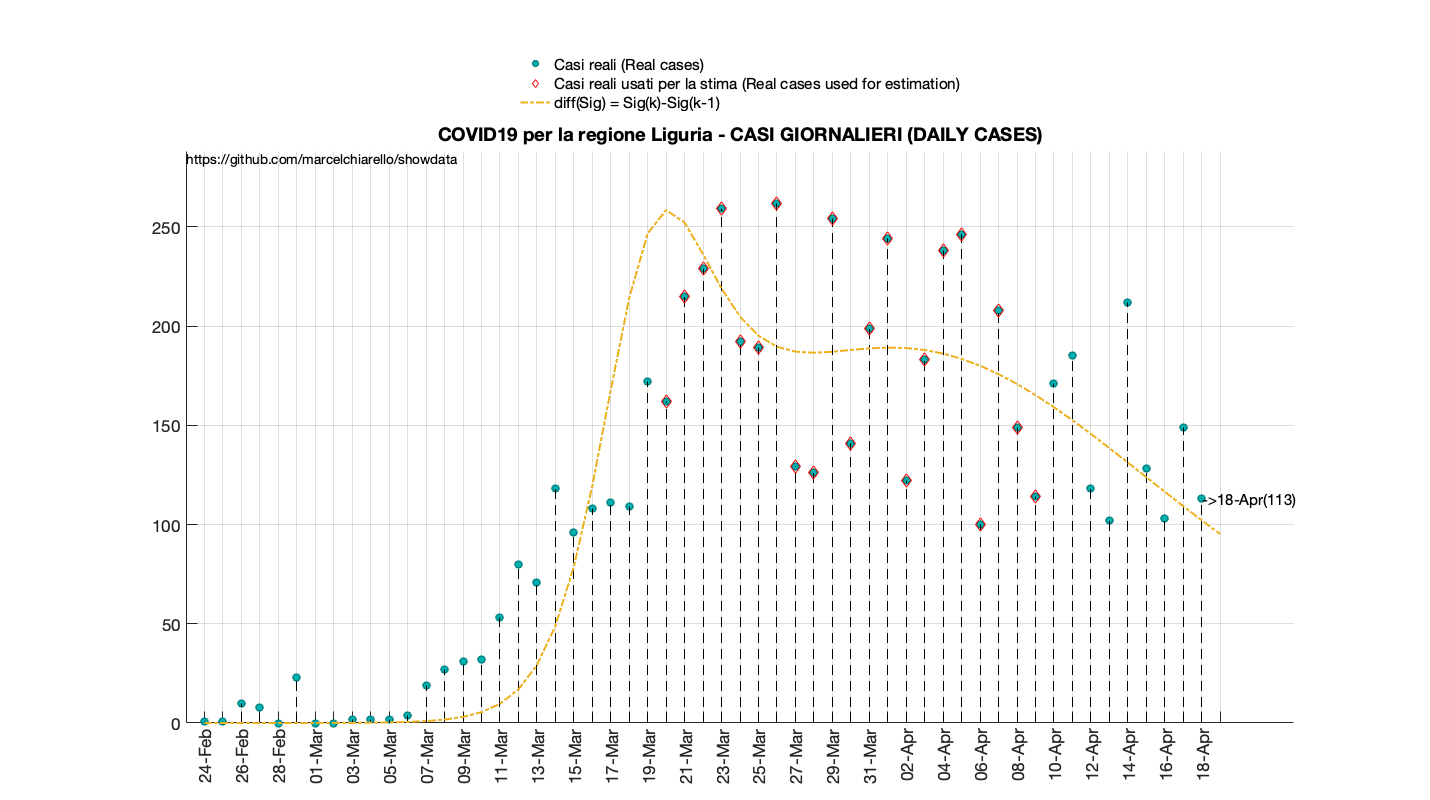 Casi reali (Real cases)
Casi reali usati per la stima (Real cases used for estimation)
diff(Sig) = Sig(k)-Sig(k-1)
COVID19 per la regione Liguria - CASI GIORNALIERI (DAILY CASES)
https://github.com/marcelchiarello/showdata
250
200
150
100
50
0
->18-Apr(113)
24-Feb
26-Feb
28-Feb
01-Mar
03-Mar
05-Mar
07-Mar
09-Mar
11-Mar
13-Mar
15-Mar
17-Mar
19-Mar
21-Mar
23-Mar
25-Mar
27-Mar
29-Mar
31-Mar
02-Apr
04-Apr
06-Apr
08-Apr
10-Apr
12-Apr
14-Apr
16-Apr
18-Apr